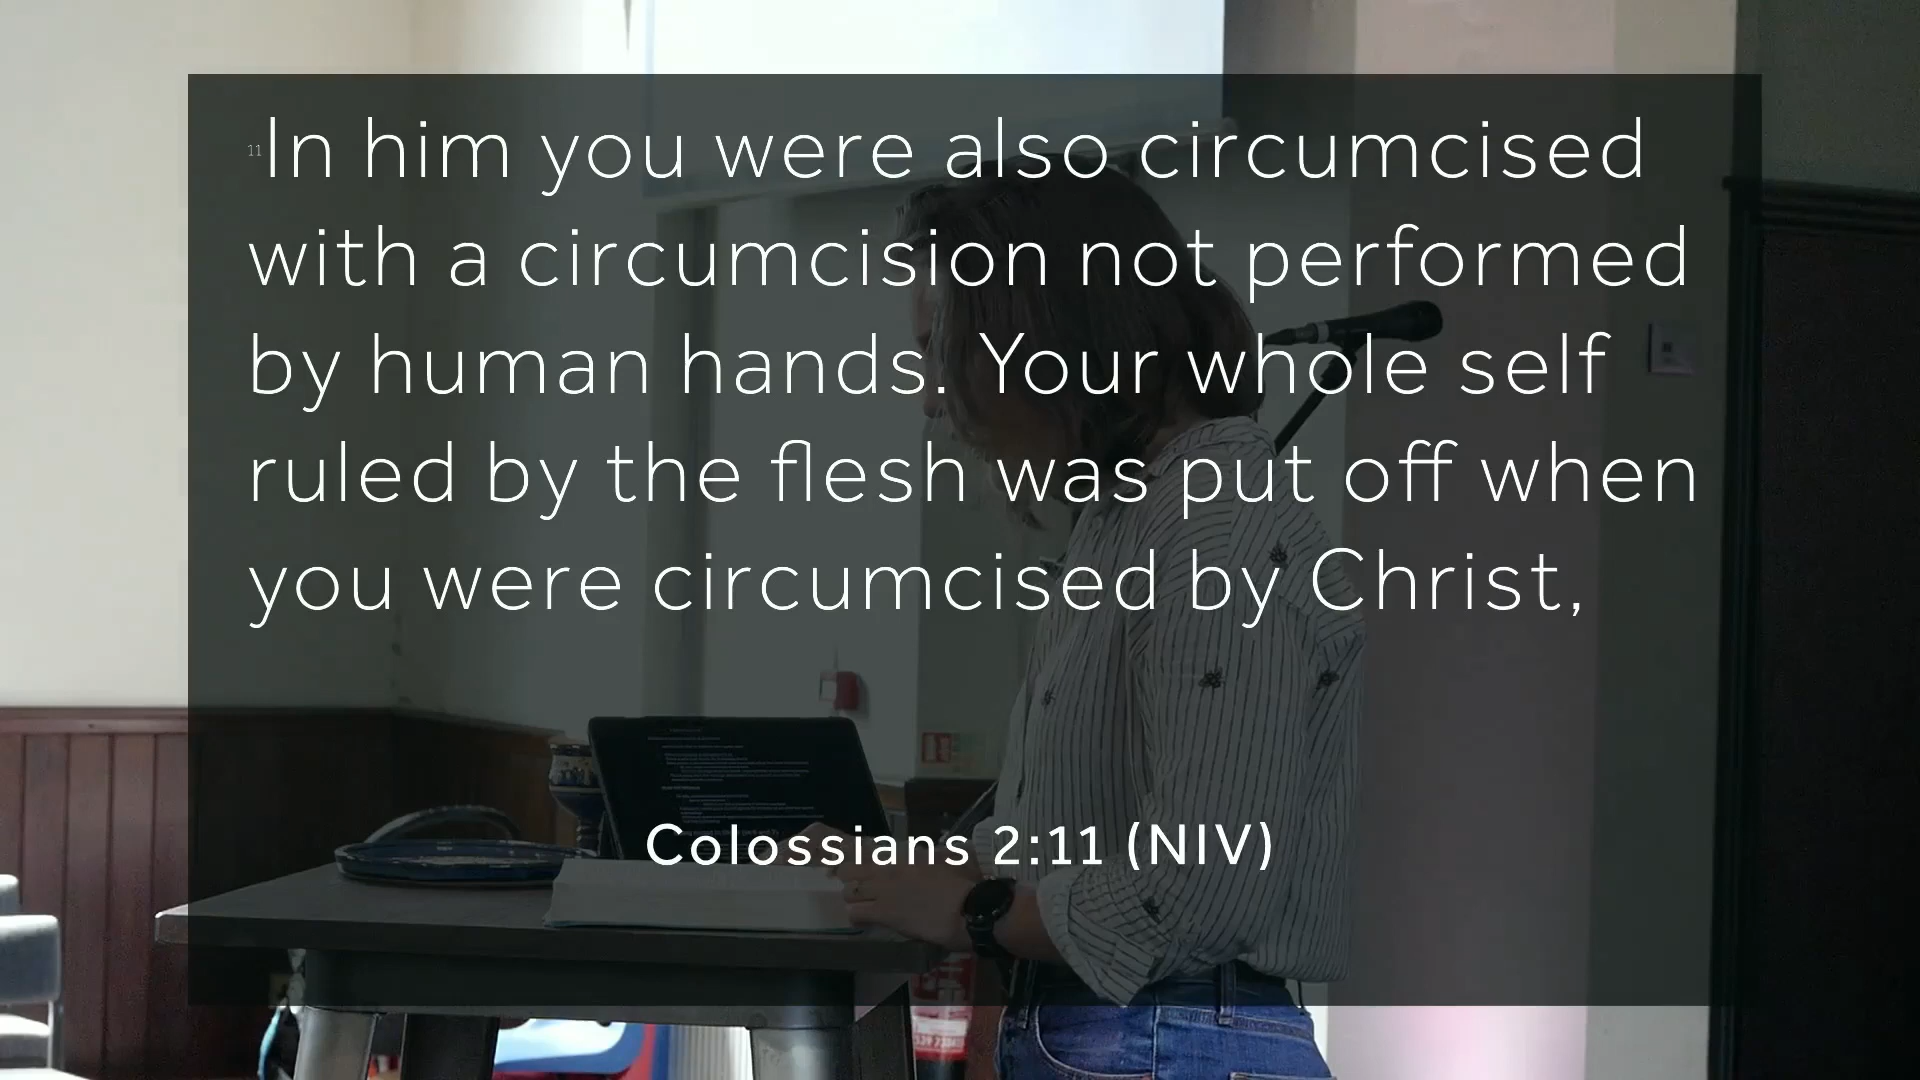 11In him you were also circumcised
with a circumcision not performed
by human hands. Your whole self
ruled by the flesh was put off when
you were circumcised by Christ,
Colossians 2:11 (NIV)